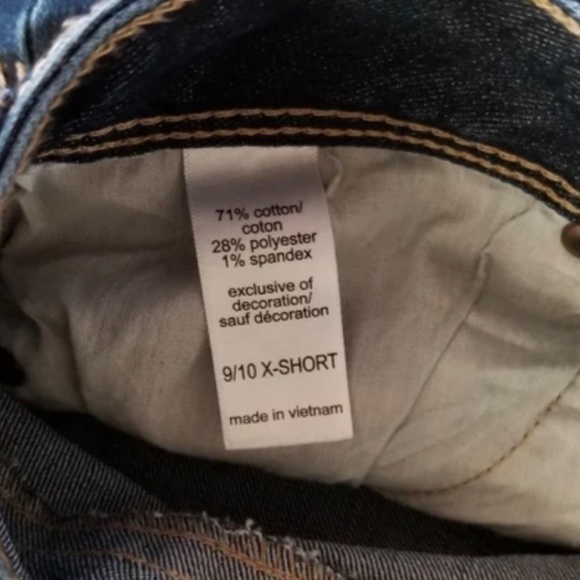 71% cotton/
coton
28% polyester
1% spandex
exclusive of
decoration/
sauf décoration
9/10 X-SHORT
made in vietnam